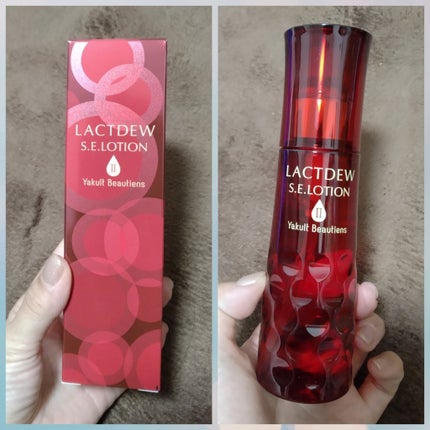 LACTDEW
S.E.LOTION
II
Yakult Beautiens
LACTDEW
S.E.LOTION
II
Yakult Beautiens